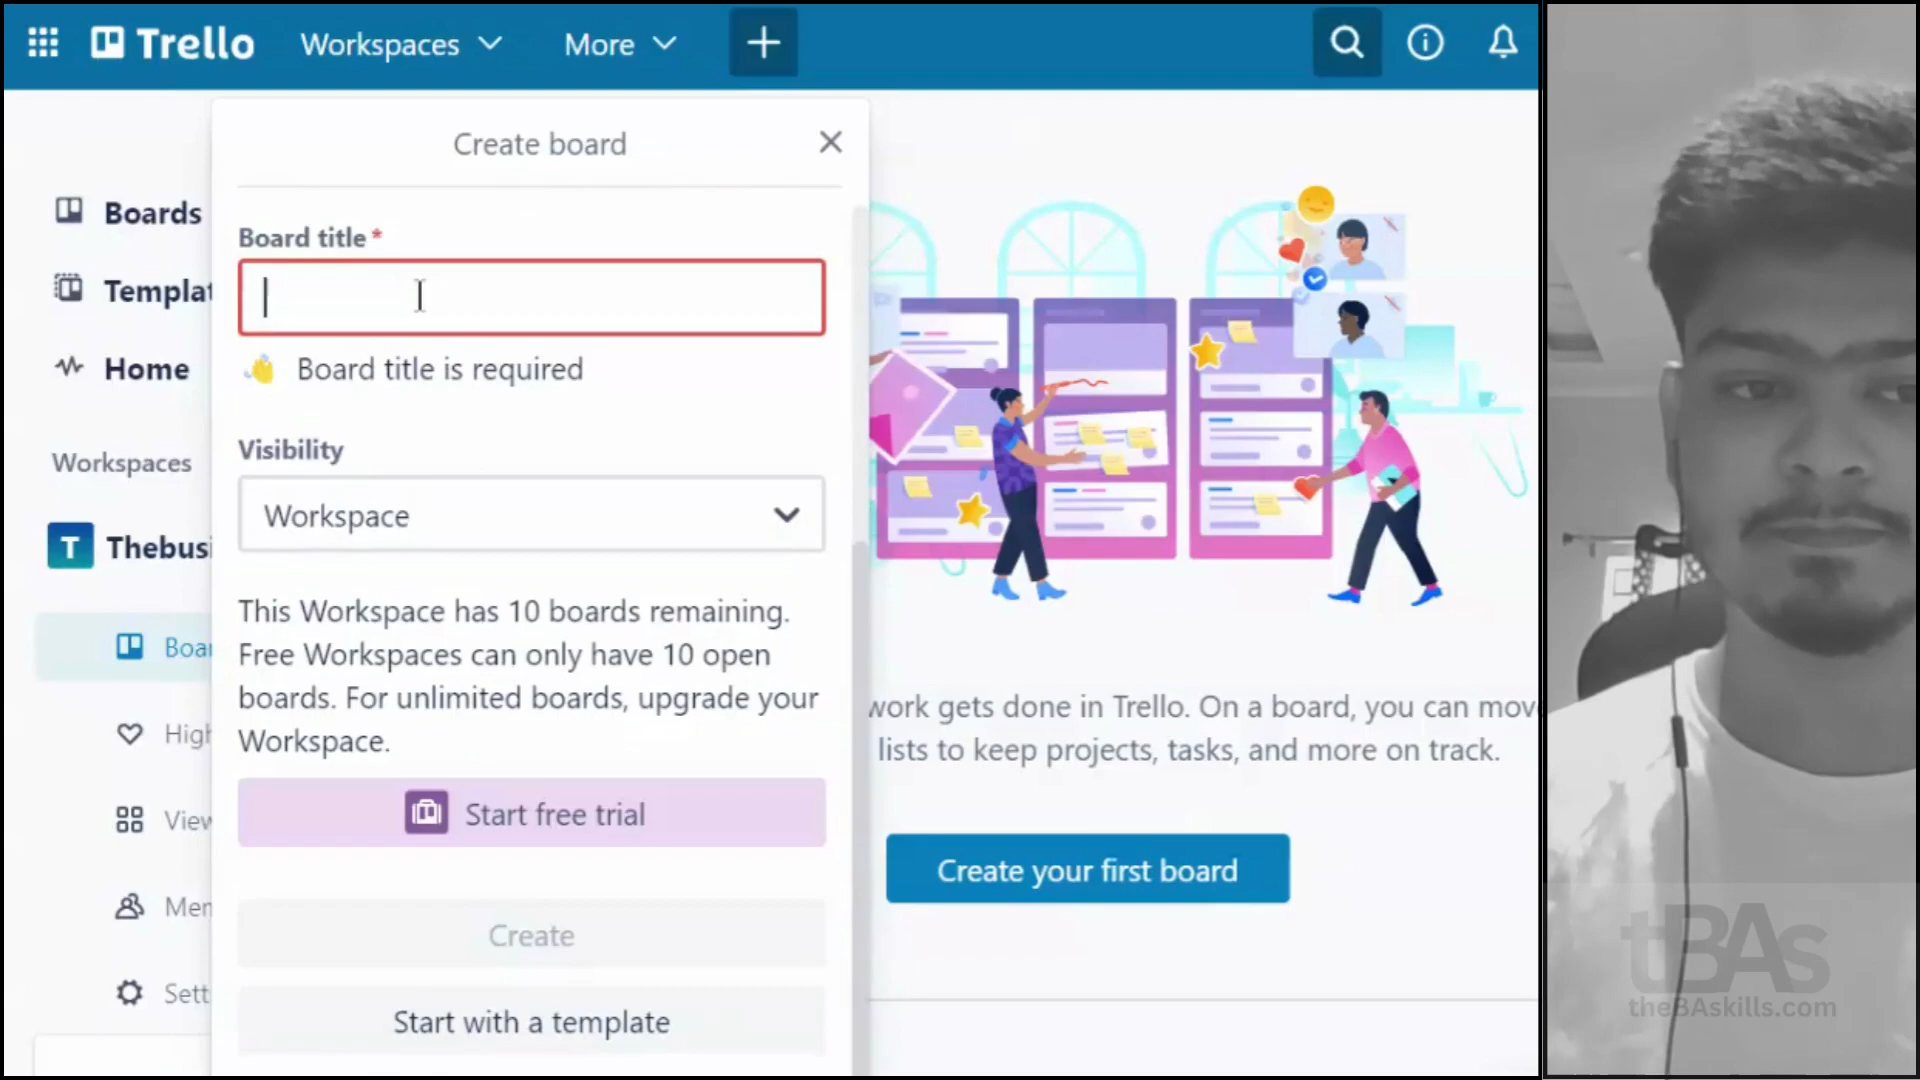 Trello
Workspaces
More
Create board
Boards
Templat
Home
Workspaces
T
Thebusi
Boar
High
View
Mem
Sett
Board title *
Board title is required
Visibility
Workspace
This Workspace has 10 boards remaining.
Free Workspaces can only have 10 open
boards. For unlimited boards, upgrade your
Workspace.
Start free trial
Create
Start with a template
work gets done in Trello. On a board, you can mov
lists to keep projects, tasks, and more on track.
Create your first board
tBAs
theBAskills.com